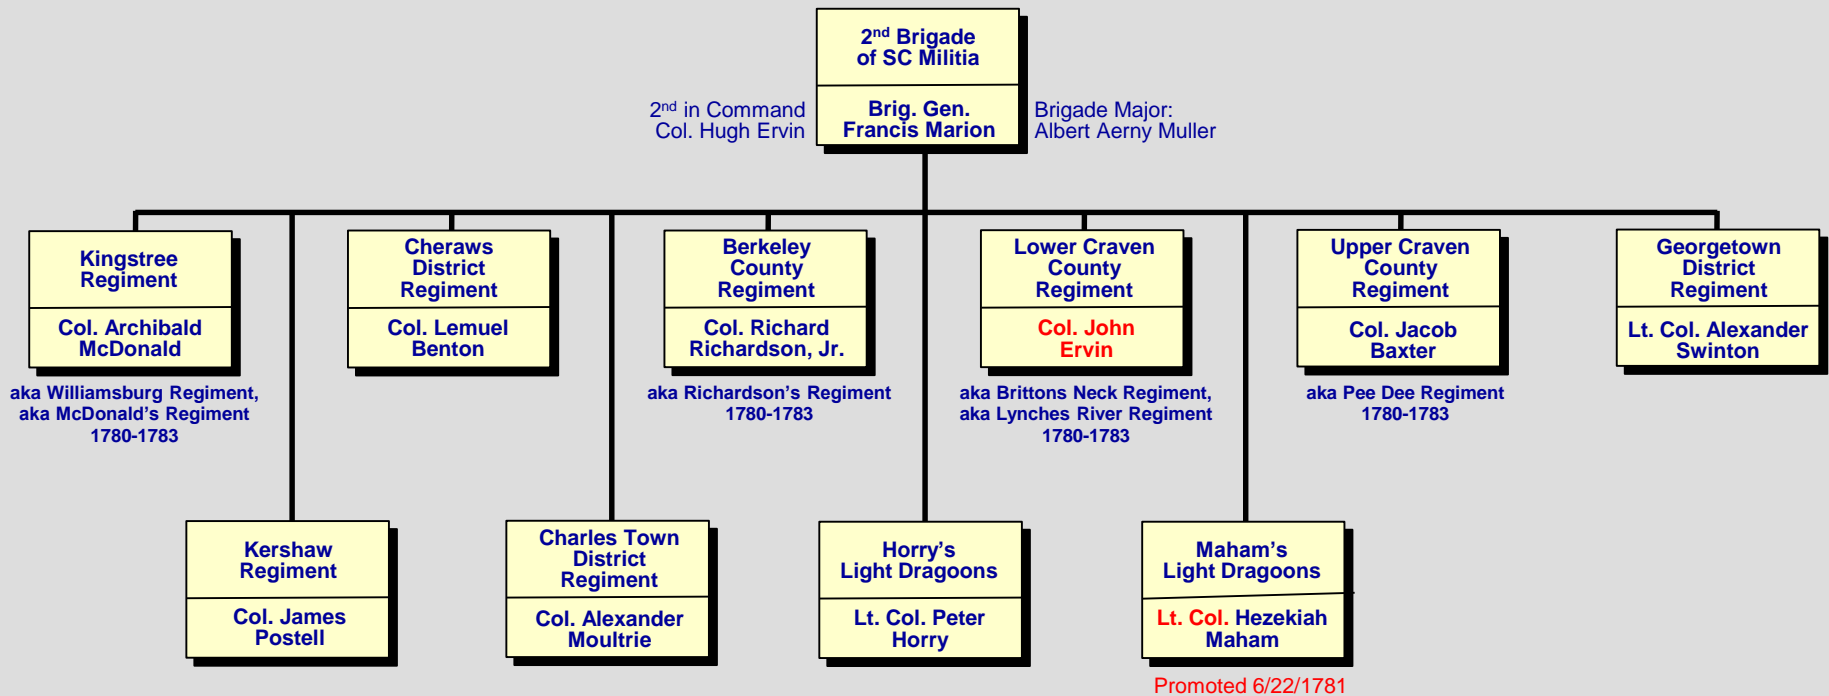 2nd Brigade
of SC Militia
Brig. Gen.
Francis Marion
2nd in Command
Col. Hugh Ervin
Brigade Major:
Albert Aerny Muller
Kingstree
Regiment
Col. Archibald
McDonald
aka Williamsburg Regiment,
aka McDonald's Regiment
1780-1783
Cheraws
District
Regiment
Col. Lemuel
Benton
Berkeley
County
Regiment
Col. Richard
Richardson, Jr.
aka Richardson's Regiment
1780-1783
Lower Craven
County
Regiment
Col. John
Ervin
aka Brittons Neck Regiment,
aka Lynches River Regiment
1780-1783
Upper Craven
County
Regiment
Col. Jacob
Baxter
aka Pee Dee Regiment
1780-1783
Georgetown
District
Regiment
Lt. Col. Alexander
Swinton
Kershaw
Regiment
Col. James
Postell
Charles Town
District
Regiment
Col. Alexander
Moultrie
Horry's
Light Dragoons
Lt. Col. Peter
Horry
Maham's
Light Dragoons
Lt. Col. Hezekiah
Maham
Promoted 6/22/1781